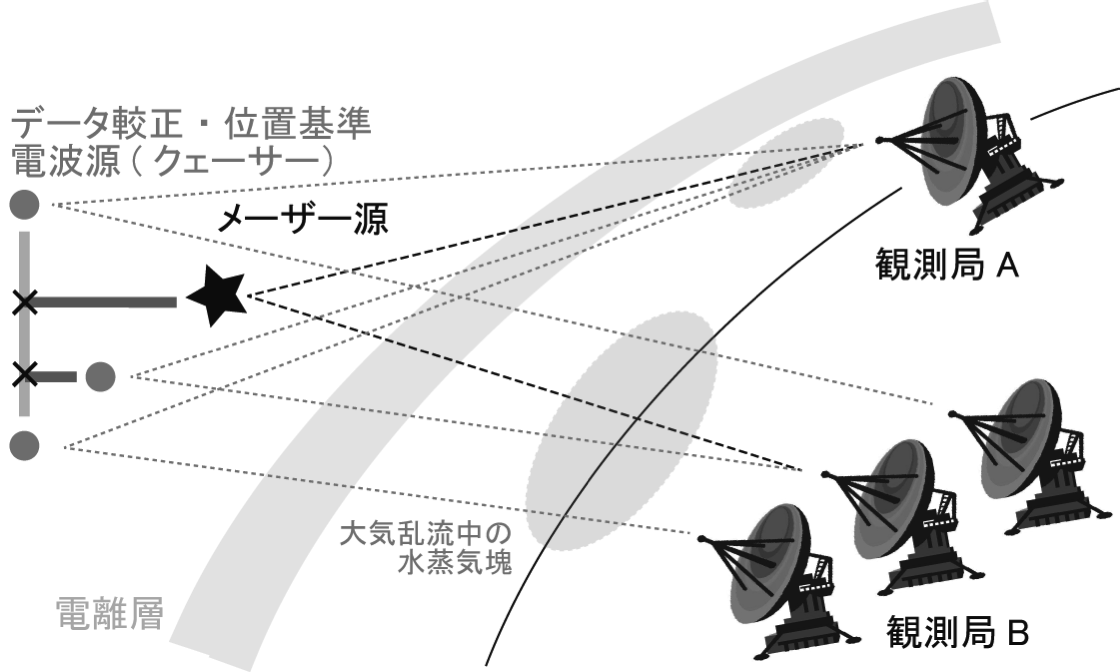 データ較正・位置基準
電波源(クェーサー)
メーザー源
観測局 A
大気乱流中の
水蒸気塊
電離層
観測局 B